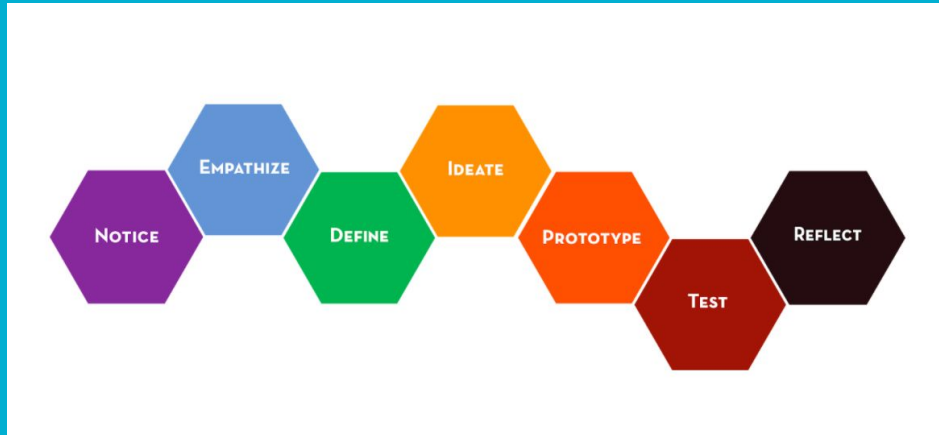 NOTICE
EMPATHIZE
DEFINE
IDEATE
PROTOTYPE
TEST
REFLECT